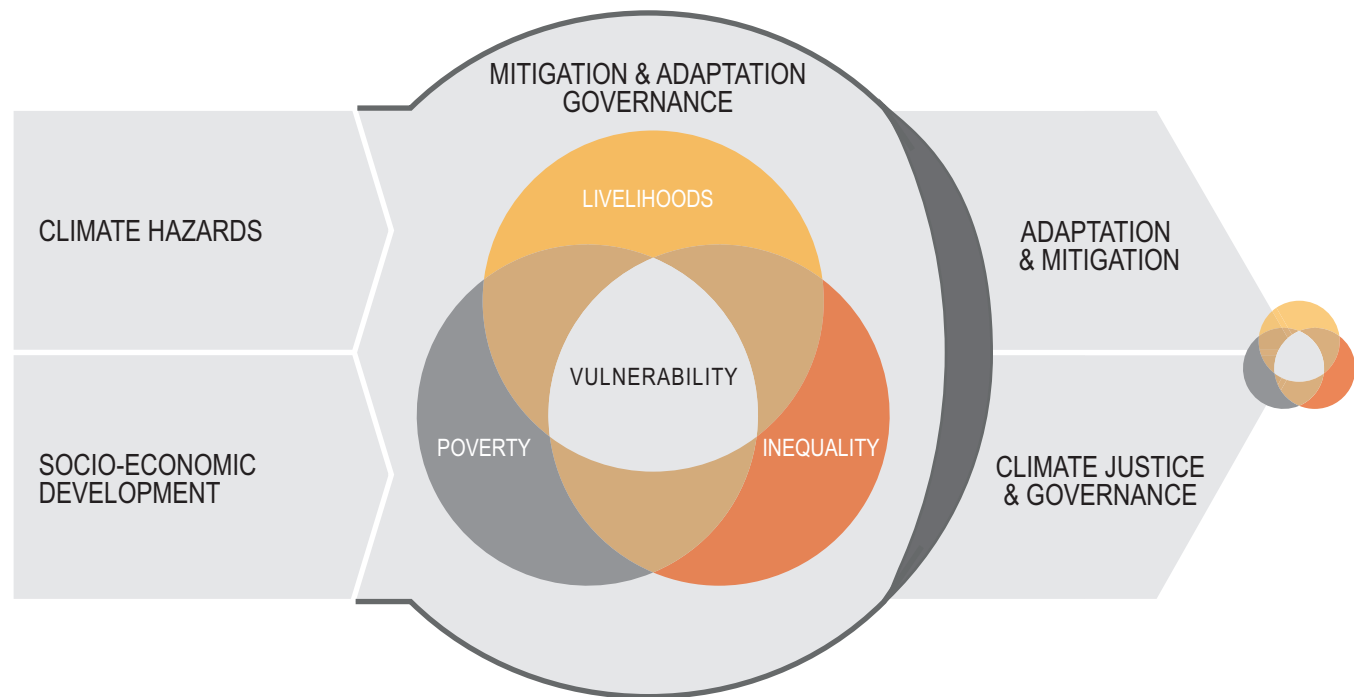 MITIGATION & ADAPTATION
GOVERNANCE
CLIMATE HAZARDS
SOCIO-ECONOMIC
DEVELOPMENT
LIVELIHOODS
VULNERABILITY
POVERTY
INEQUALITY
ADAPTATION
& MITIGATION
CLIMATE JUSTICE
& GOVERNANCE